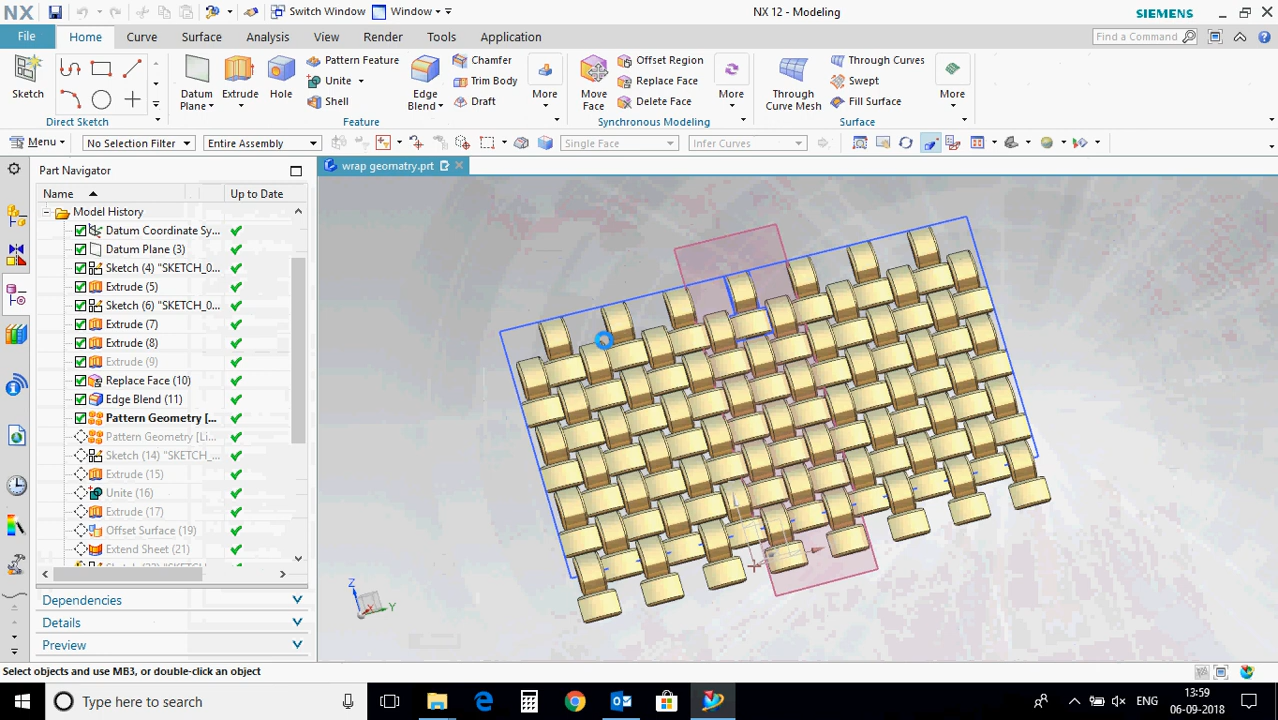 NX
Switch Window
Window
NX 12 - Modeling
SIEMENS
File
Home
Curve
Surface
Analysis
View
Render
Tools
Application
Find a Command
Sketch
Direct Sketch
Datum
Plane
Extrude
Hole
Pattern Feature
Unite
Shell
Edge
Blend
Chamfer
Trim Body
Draft
More
Feature
Move
Face
Offset Region
Replace Face
Delete Face
More
Synchronous Modeling
Through
Curve Mesh
Through Curves
Swept
Fill Surface
More
Surface
Menu
No Selection Filter
Entire Assembly
Single Face
Infer Curves
Part Navigator
wrap geomatry.prt
Name
Up to Date
Model History
Datum Coordinate Sy...
Datum Plane (3)
Sketch (4) "SKETCH_0...
Extrude (5)
Sketch (6) "SKETCH_0...
Extrude (7)
Extrude (8)
Extrude (9)
Replace Face (10)
Edge Blend (11)
Pattern Geometry [...
Pattern Geometry [Li...
Sketch (14) "SKETCH_...
Extrude (15)
Unite (16)
Extrude (17)
Offset Surface (19)
Extend Sheet (21)
Dependencies
Details
Preview
Z
Y
Select objects and use MB3, or double-click an object
Type here to search
ENG
13:59
06-09-2018